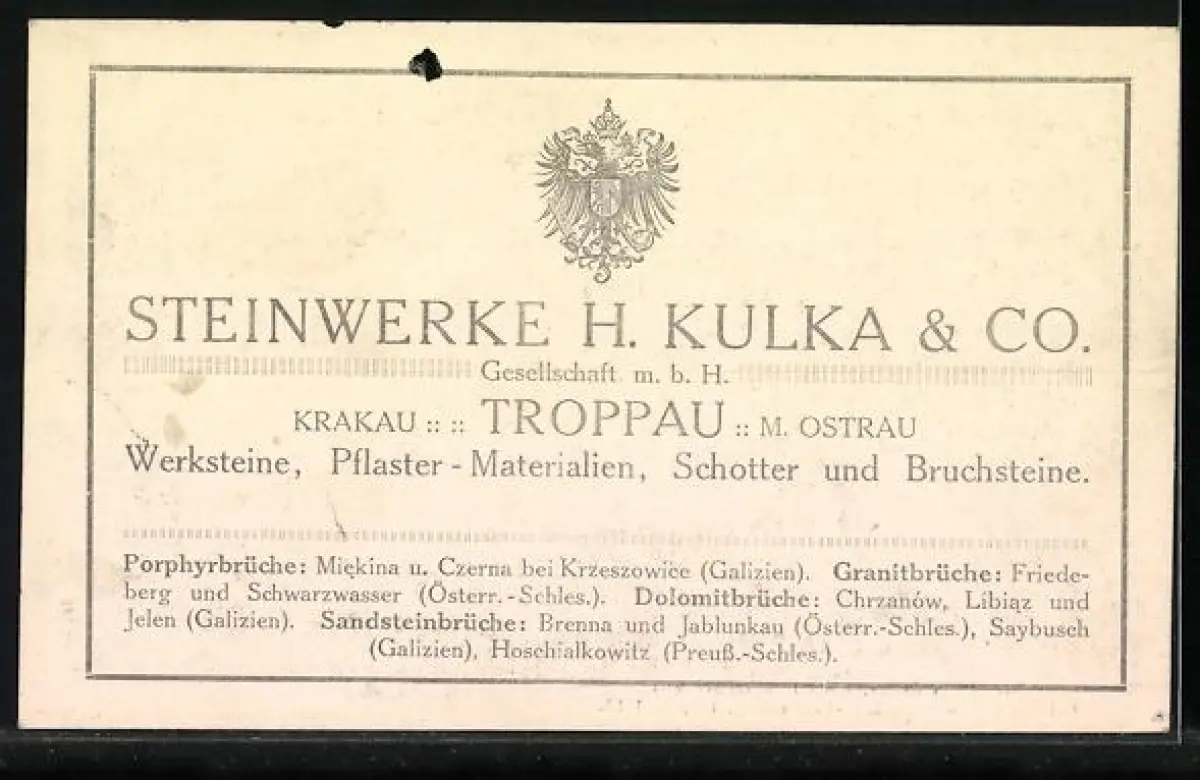 STEINWERKE H. KULKA & CO.
Gesellschaft m. b. H.
KRAKAU :: :: TROPPAU :: M. OSTRAU
Werksteine, Pflaster-Materialien, Schotter und Bruchsteine.
Porphyrbrüche: Miękina u. Czerna bei Krzeszowice (Galizien). Granitbrüche: Friede-
berg und Schwarzwasser (Österr.-Schles.). Dolomitbrüche: Chrzanów, Libiąz und
Jelen (Galizien). Sandsteinbrüche: Brenna und Jablunkau (Österr.-Schles.), Saybusch
(Galizien), Hoschialkowitz (Preuß.-Schles.).